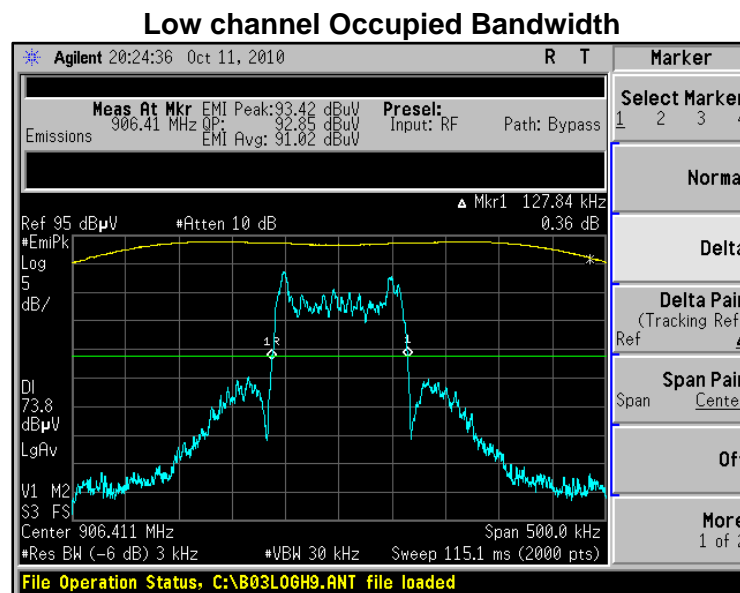 Low channel Occupied Bandwidth
Agilent 20:24:36 Oct 11, 2010 R T Marker
Meas At Mkr EMI Peak:93.42 dBuV Presel:
906.41 MHz QP: 92.85 dBuV Input: RF Path: Bypass
Emissions EMI Avg: 91.02 dBuV
Select Marker
1 2 3 4
Δ Mkr1 127.84 kHz
Ref 95 dBµV #Atten 10 dB 0.36 dB
#EmiPk
Log
5
dB/
1R 1
DI
73.8
dBµV
LgAv
V1 M2
S3 FS
Center 906.411 MHz Span 500.0 kHz
#Res BW (-6 dB) 3 kHz #VBW 30 kHz Sweep 115.1 ms (2000 pts)
File Operation Status, C:\B03LOGH9.ANT file loaded
Norma
Delta
Delta Pair
(Tracking Ref
Ref Δ
Span Pair
Span Center
Of
More
1 of 2